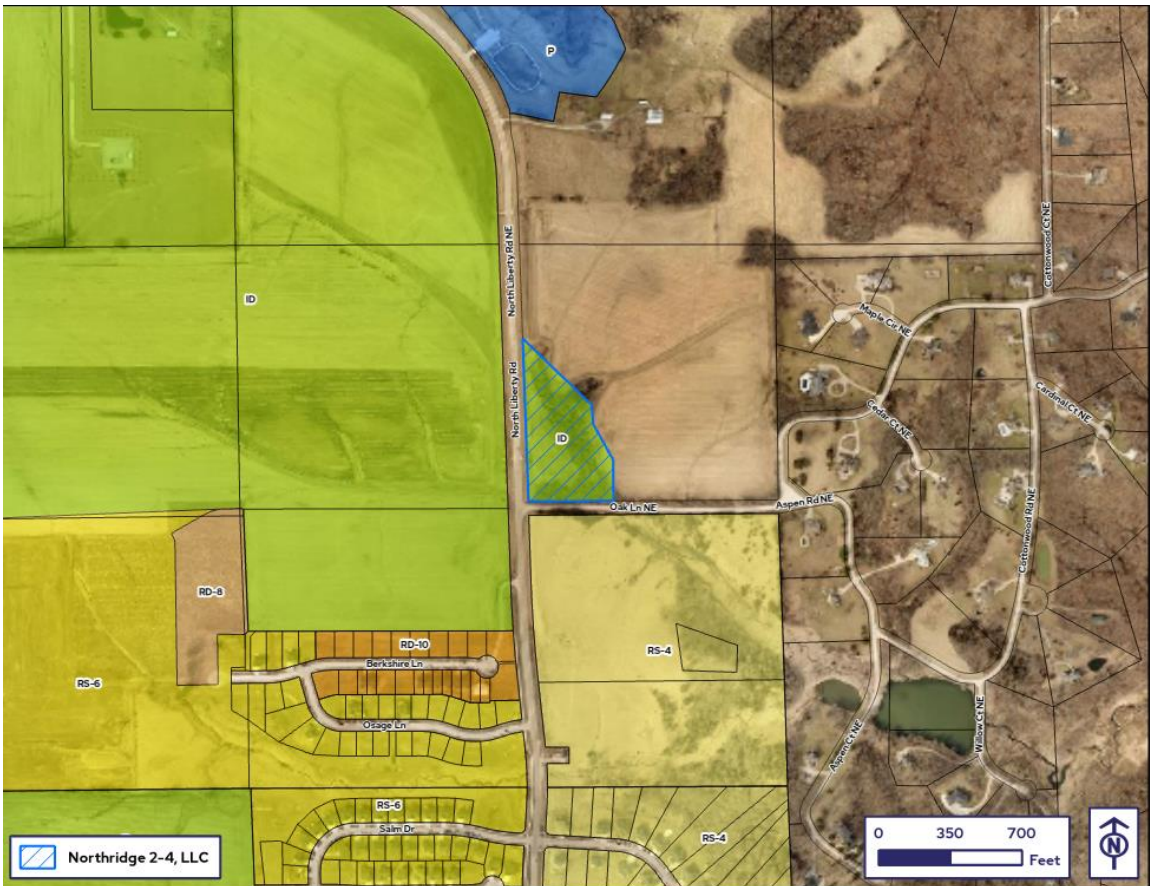 P
North Liberty Rd NE
Cottonwood Ct NE
ID
Maple Cir NE
North Liberty Rd
Cardinal Ct NE
Cedar Ct NE
ID
Aspen Rd NE
Oak Ln NE
Cottonwood Rd NE
RD-8
RD-10
RS-4
Berkshire Ln
RS-6
Osage Ln
Aspen Ct NE
Willow Ct NE
RS-6
Salm Dr
RS-4
0 350 700
Feet
N
Northridge 2-4, LLC